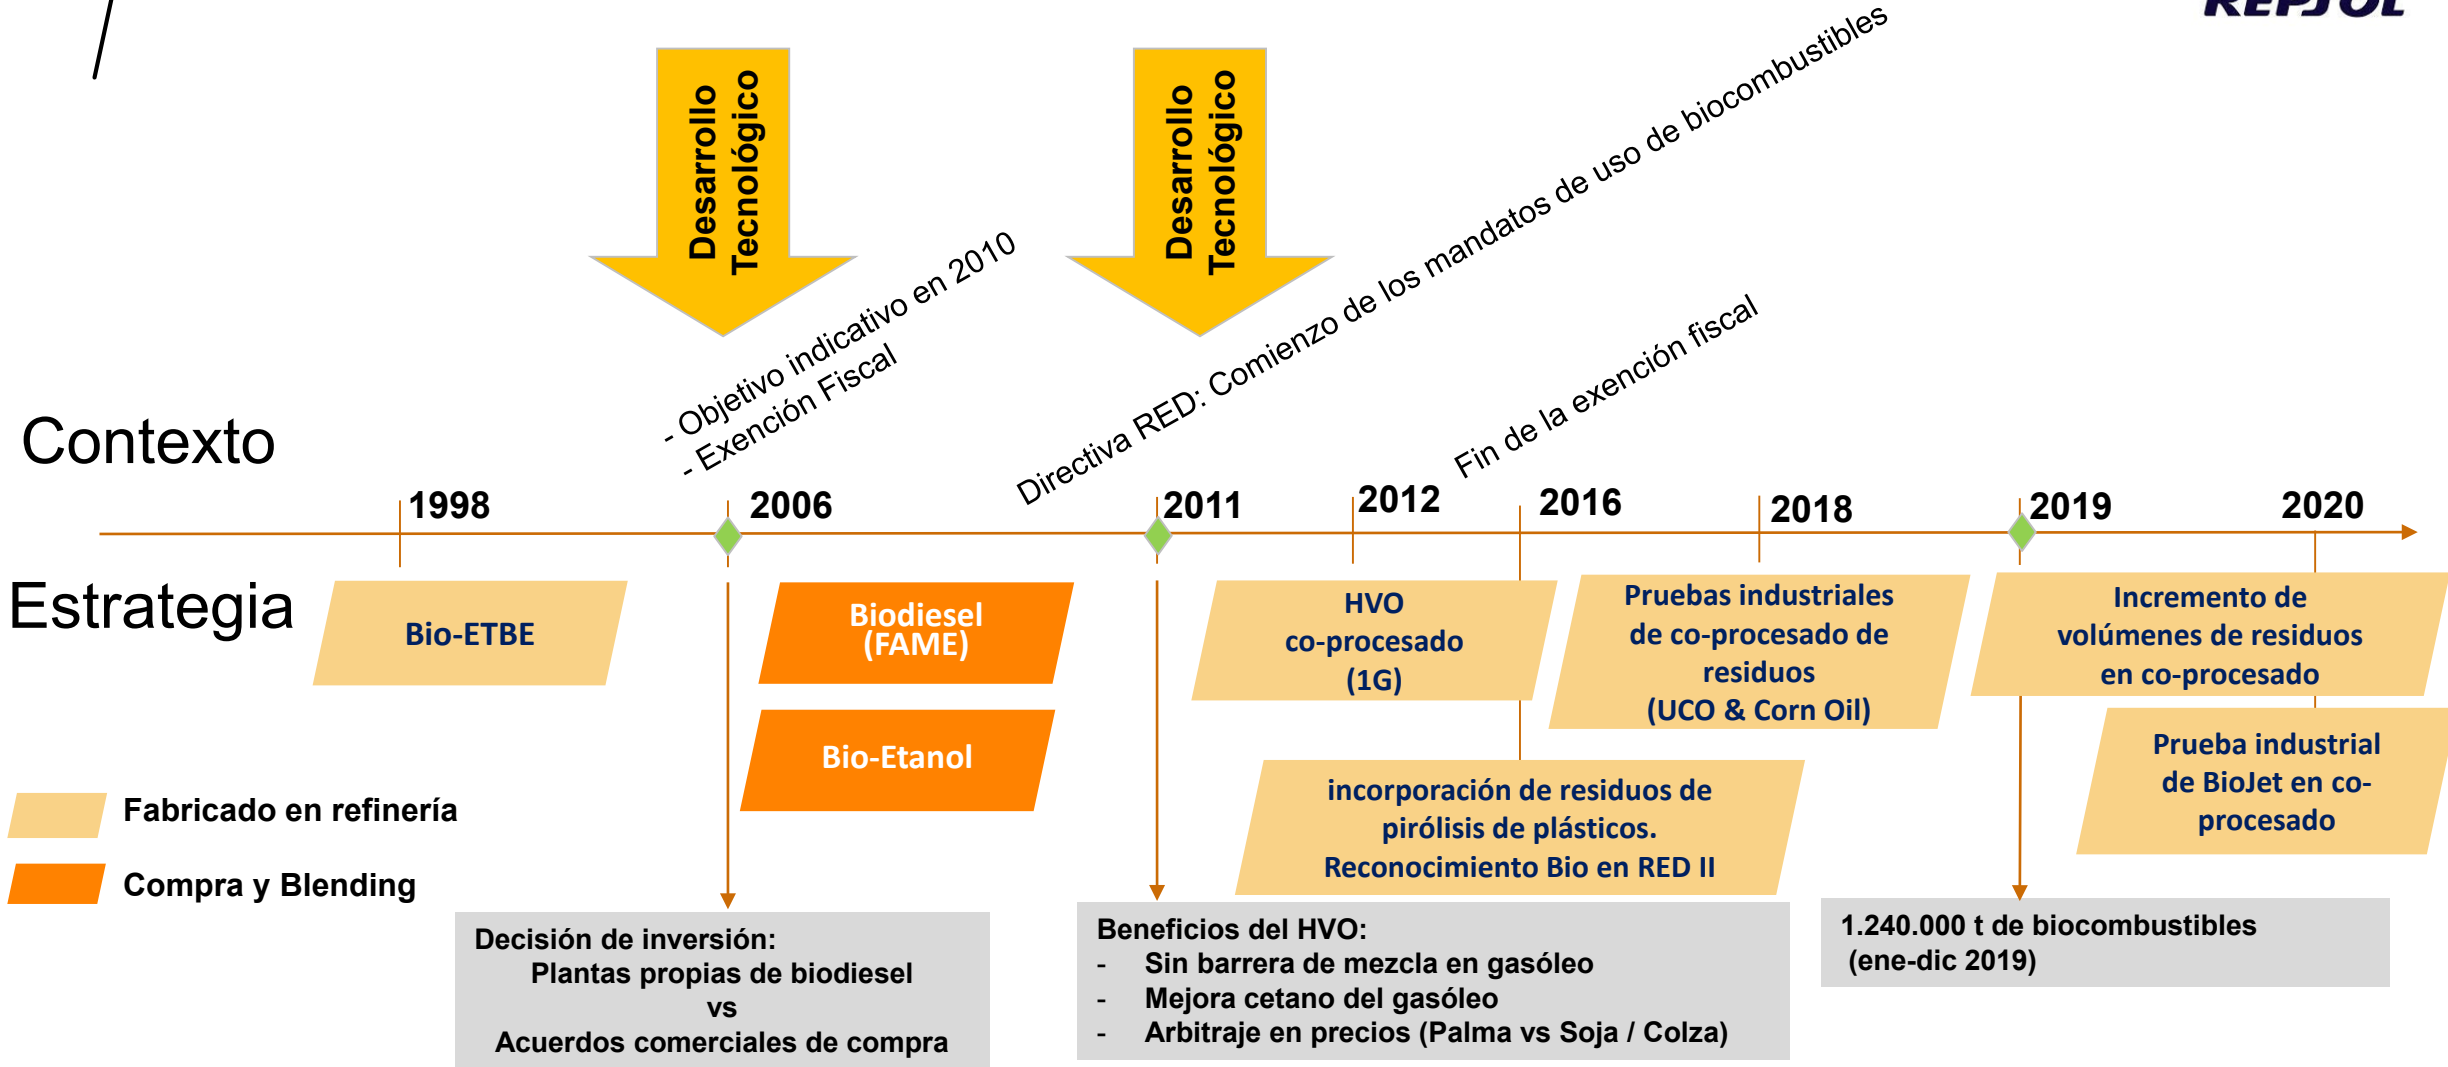 REPSOL
Desarrollo
Tecnológico
Desarrollo
Tecnológico
- Objetivo indicativo en 2010
- Exención Fiscal
Directiva RED: Comienzo de los mandatos de uso de biocombustibles
Fin de la exención fiscal
Contexto
1998
2006
2011
2012
2016
2018
2019
2020
Estrategia
Bio-ETBE
Biodiesel
(FAME)
Bio-Etanol
HVO
co-procesado
(1G)
Pruebas industriales
de co-procesado de
residuos
(UCO & Corn Oil)
Incremento de
volúmenes de residuos
en co-procesado
incorporación de residuos de
pirólisis de plásticos.
Reconocimiento Bio en RED II
Prueba industrial
de BioJet en co-
procesado
Fabricado en refinería
Compra y Blending
Decisión de inversión:
Plantas propias de biodiesel
vs
Acuerdos comerciales de compra
Beneficios del HVO:
- Sin barrera de mezcla en gasóleo
- Mejora cetano del gasóleo
- Arbitraje en precios (Palma vs Soja / Colza)
1.240.000 t de biocombustibles
(ene-dic 2019)